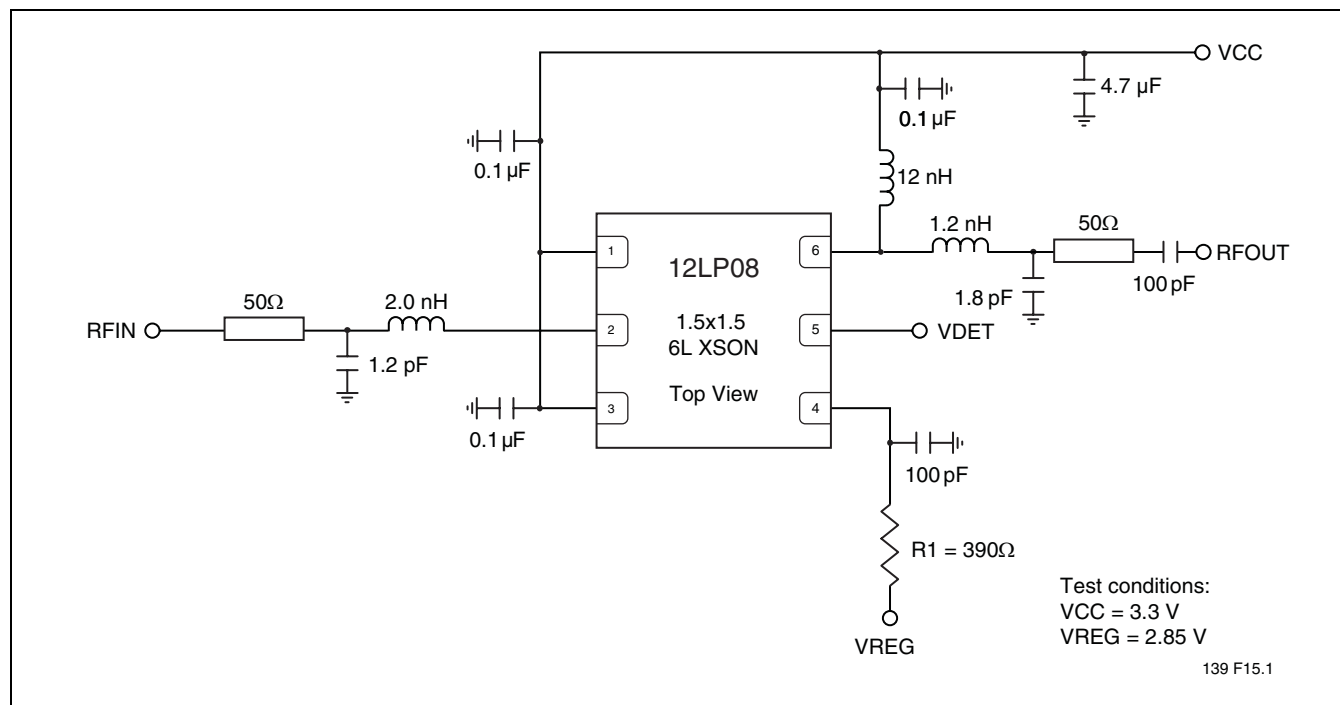 VCC
4.7 µF
0.1 µF
0.1 µF
12 nH
1.2 nH
50Ω
1
6
12LP08
RFOUT
100 pF
1.8 pF
50Ω
2.0 nH
RFIN
1.2 pF
2
1.5x1.5
6L XSON
5
VDET
3
Top View
4
0.1 µF
100 pF
R1 = 390Ω
VREG
Test conditions:
VCC = 3.3 V
VREG = 2.85 V
139 F15.1